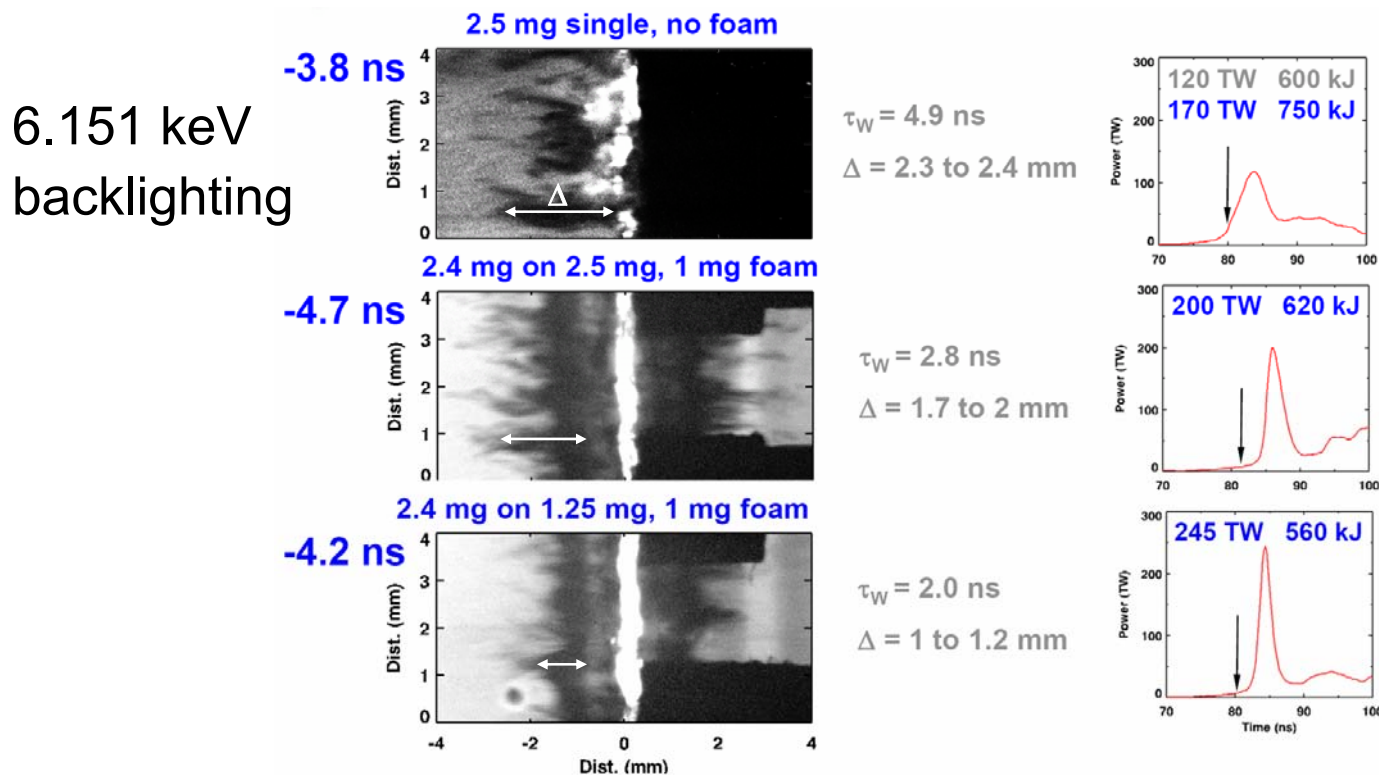 6.151 keV
backlighting
2.5 mg single, no foam
-3.8 ns
Dist. (mm)
4
3
2
1
0
Δ
τW = 4.9 ns
Δ = 2.3 to 2.4 mm
120 TW 600 kJ
170 TW 750 kJ
Power (TW)
300
200
100
0
70 80 90 100
2.4 mg on 2.5 mg, 1 mg foam
-4.7 ns
Dist. (mm)
4
3
2
1
0
τW = 2.8 ns
Δ = 1.7 to 2 mm
200 TW 620 kJ
Power (TW)
300
200
100
0
70 80 90 100
2.4 mg on 1.25 mg, 1 mg foam
-4.2 ns
Dist. (mm)
4
3
2
1
0
-4 -2 0 2 4
Dist. (mm)
τW = 2.0 ns
Δ = 1 to 1.2 mm
245 TW 560 kJ
Power (TW)
300
200
100
0
70 80 90 100
Time (ns)